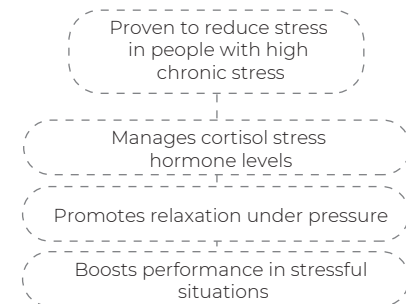 Proven to reduce stress
in people with high
chronic stress
Manages cortisol stress
hormone levels
Promotes relaxation under pressure
Boosts performance in stressful
situations